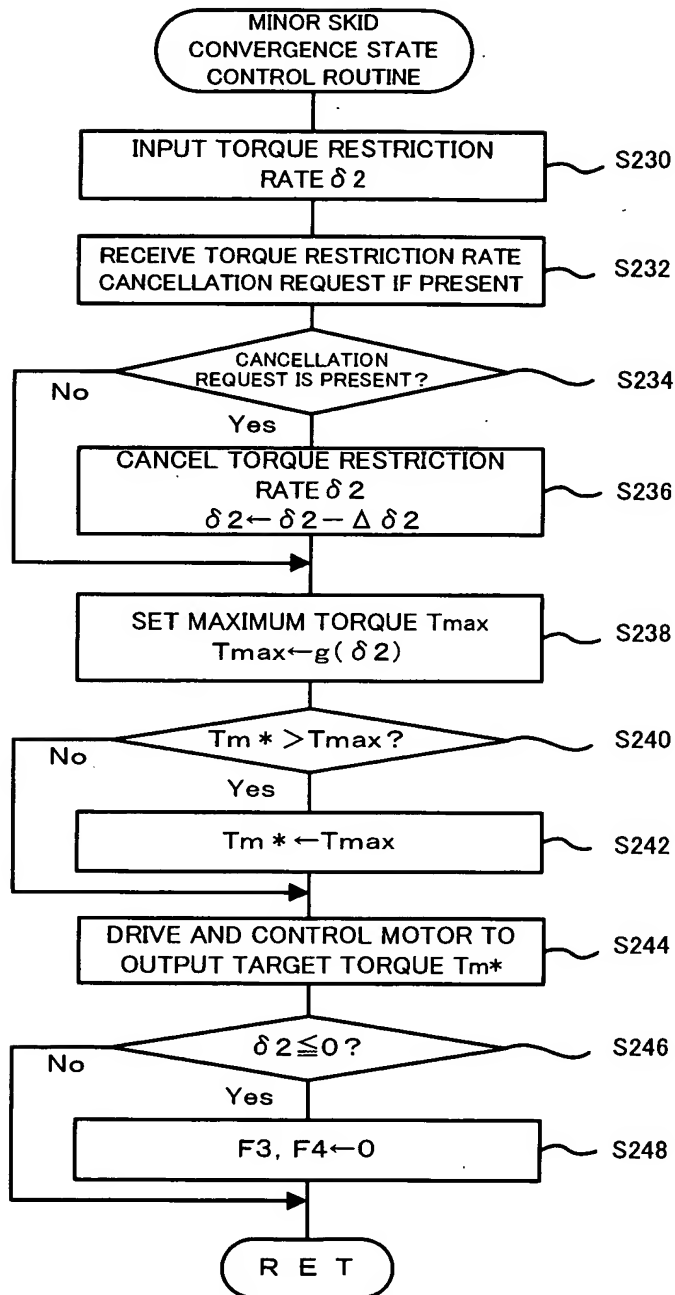 MINOR SKID
CONVERGENCE STATE
CONTROL ROUTINE
INPUT TORQUE RESTRICTION
RATE δ2
S230
RECEIVE TORQUE RESTRICTION RATE
CANCELLATION REQUEST IF PRESENT
S232
CANCELLATION
REQUEST IS PRESENT?
S234
No
Yes
CANCEL TORQUE RESTRICTION
RATE δ2
δ2←δ2－Δδ2
S236
SET MAXIMUM TORQUE Tmax
Tmax←g(δ2)
S238
Tm*＞Tmax?
S240
No
Yes
Tm*←Tmax
S242
DRIVE AND CONTROL MOTOR TO
OUTPUT TARGET TORQUE Tm*
S244
δ2≦0?
S246
No
Yes
F3, F4←0
S248
RET